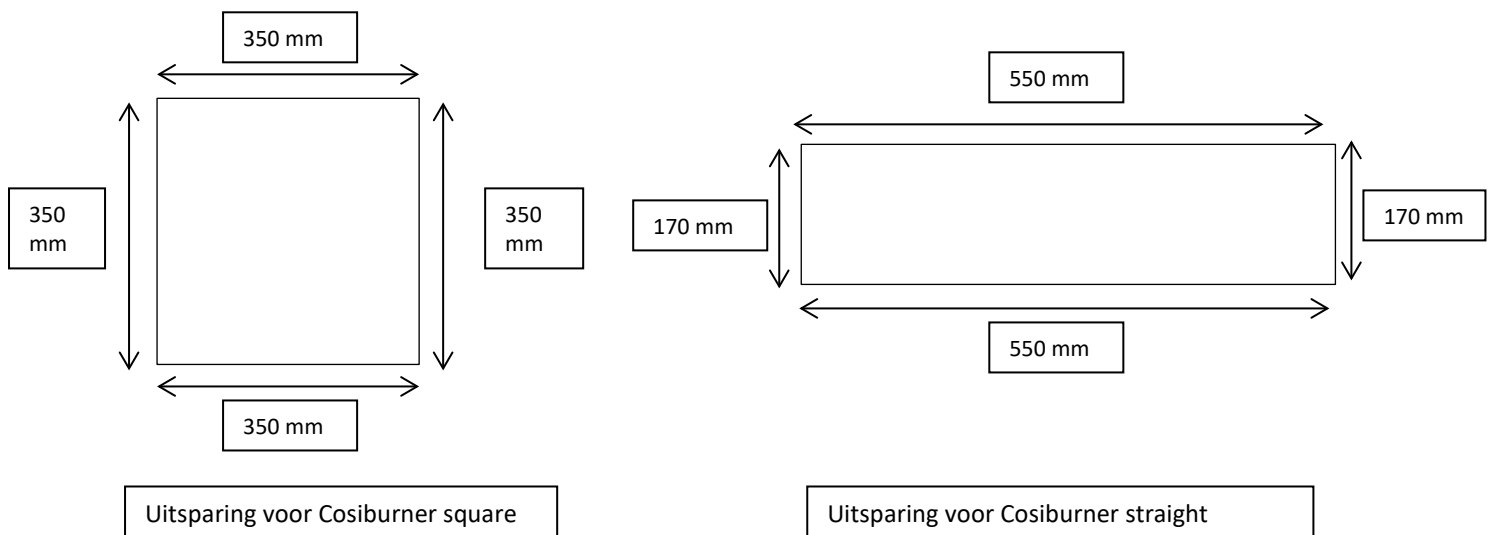 350 mm
350
mm
350
mm
350 mm
Uitsparing voor Cosiburner square
550 mm
170 mm
170 mm
550 mm
Uitsparing voor Cosiburner straight